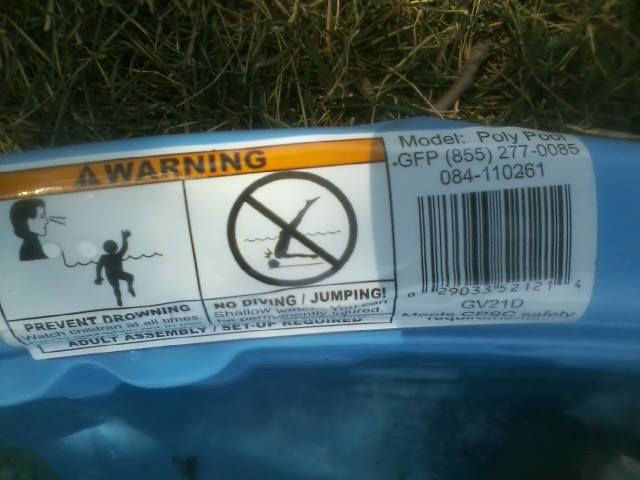 WARNING
PREVENT DROWNING
Watch children at all times.
NO DIVING / JUMPING!
Shallow water. You can
be permanently injured.
ADULT ASSEMBLY / SET-UP REQUIRED
Model: Poly Pool
GFP (855) 277-0085
084-110261
0 29033 52121 4
GV21D
Meets CPSC safety
requirements